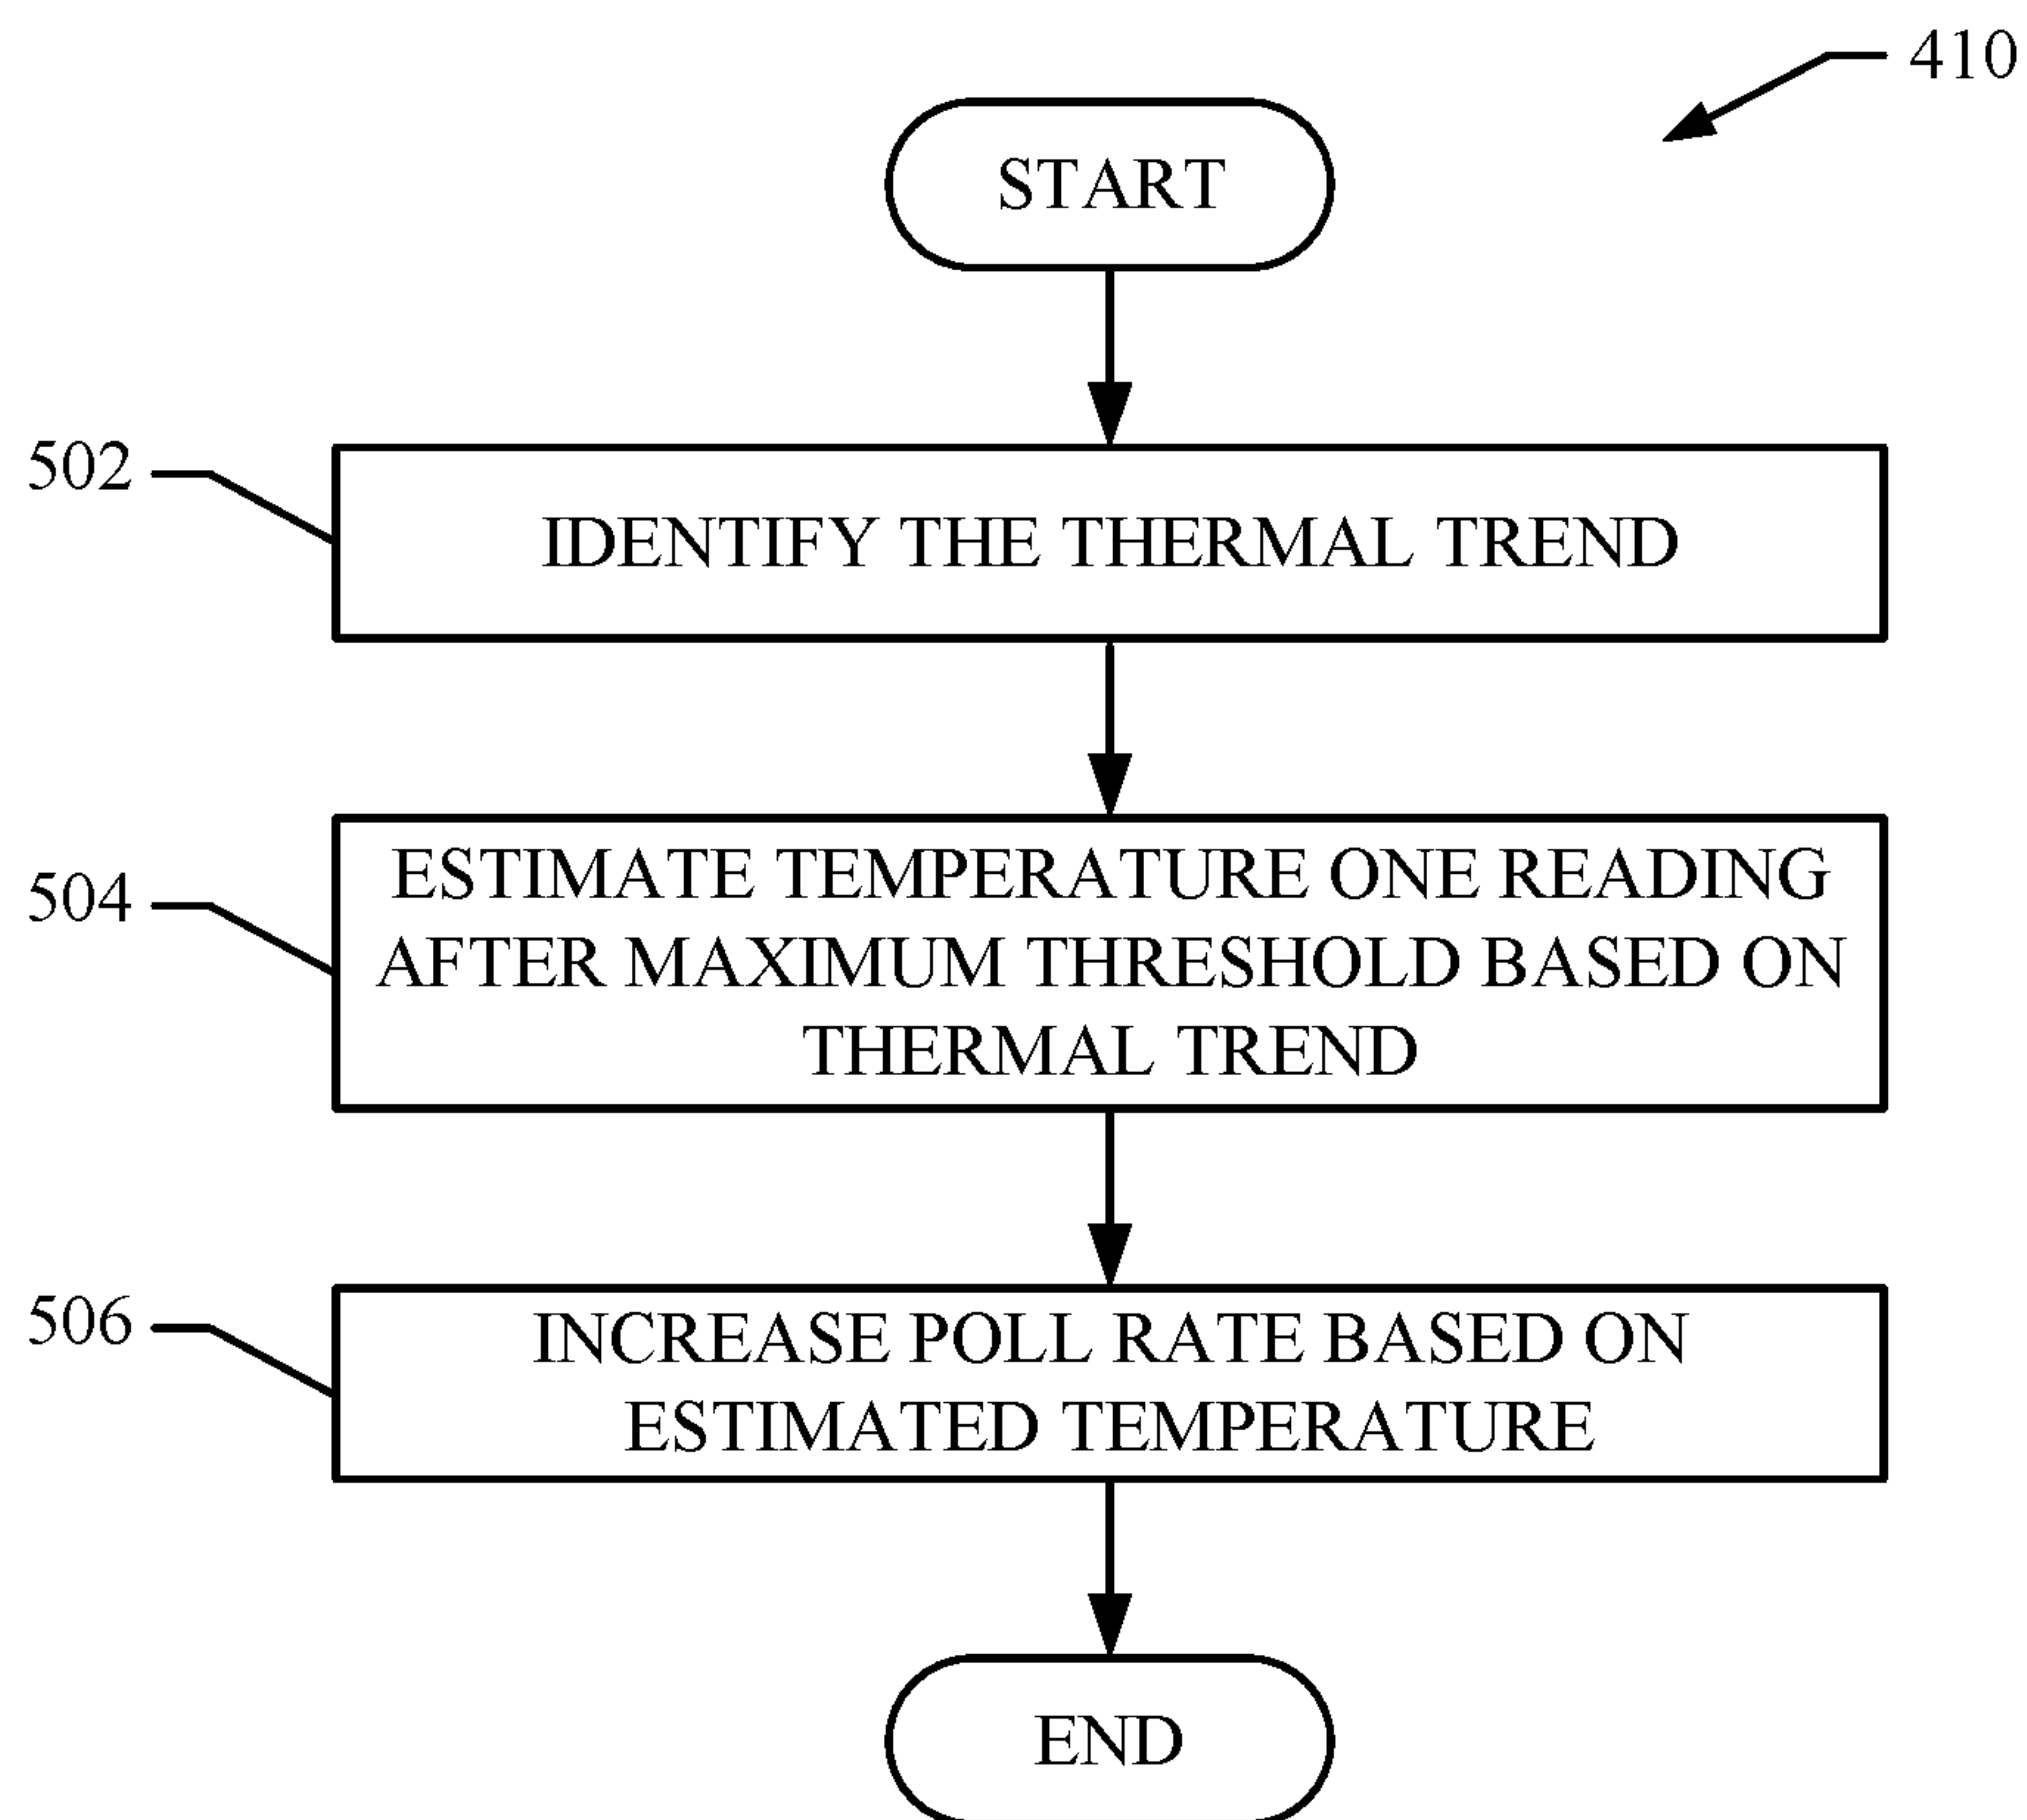 410
START
502
IDENTIFY THE THERMAL TREND
504
ESTIMATE TEMPERATURE ONE READING
AFTER MAXIMUM THRESHOLD BASED ON
THERMAL TREND
506
INCREASE POLL RATE BASED ON
ESTIMATED TEMPERATURE
END